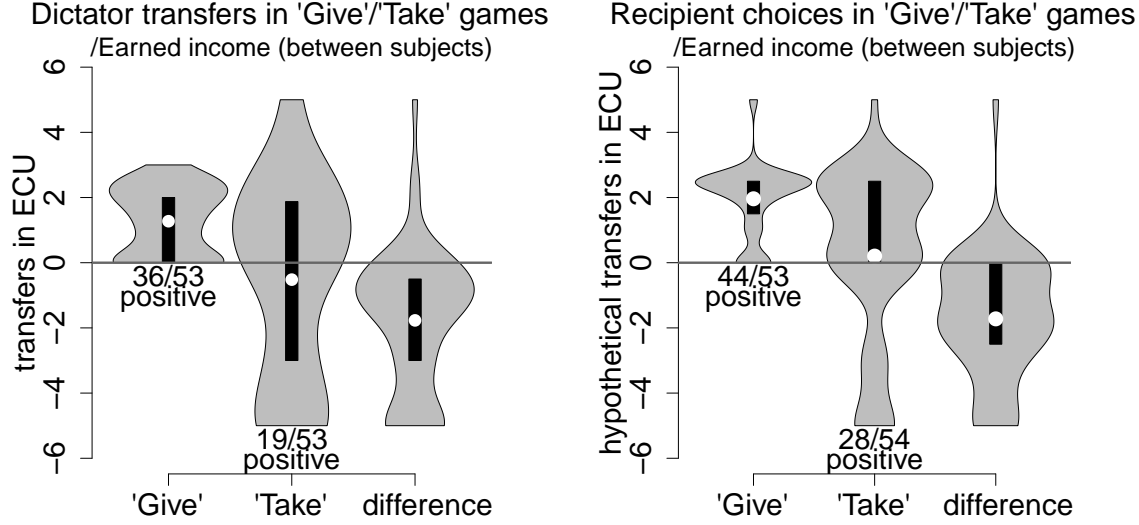 Dictator transfers in 'Give'/'Take' games
/Earned income (between subjects)
transfers in ECU
6
4
2
0
−2
−4
−6
36/53
positive
19/53
positive
'Give'
'Take'
difference
Recipient choices in 'Give'/'Take' games
/Earned income (between subjects)
hypothetical transfers in ECU
6
4
2
0
−2
−4
−6
44/53
positive
28/54
positive
'Give'
'Take'
difference